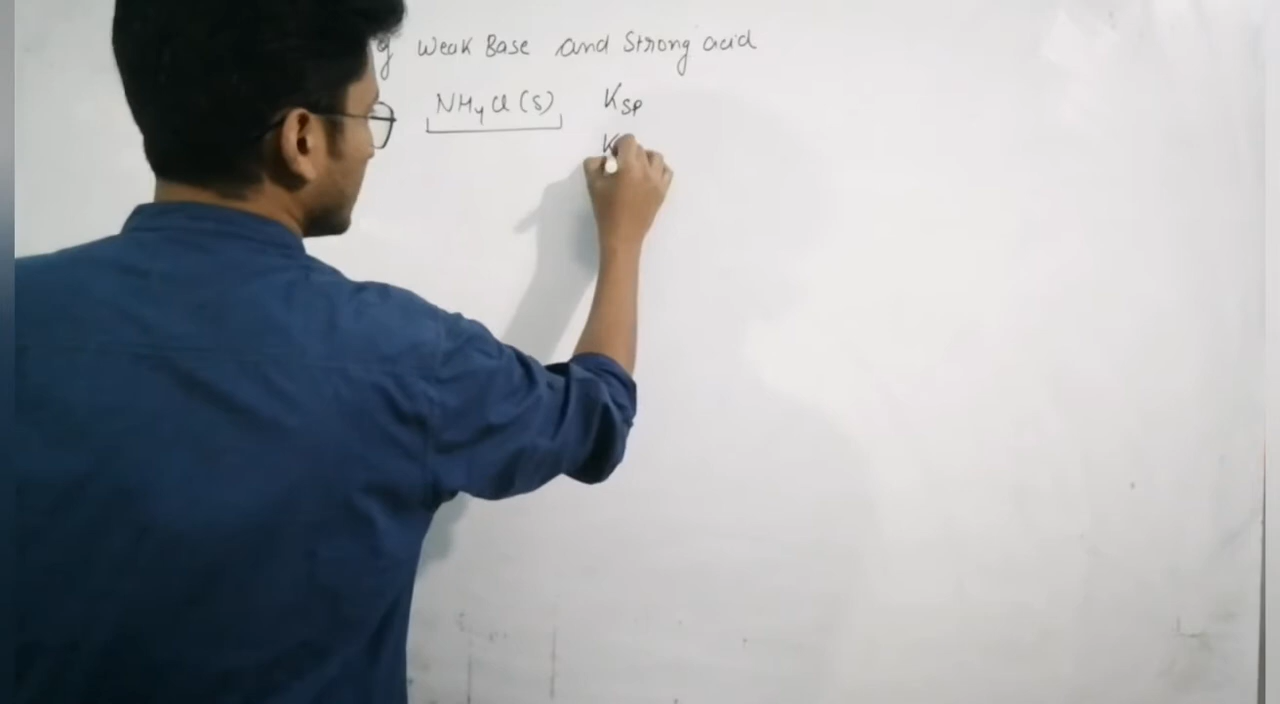 Weak Base and Strong acid
NH4Cl (s) Ksp
K